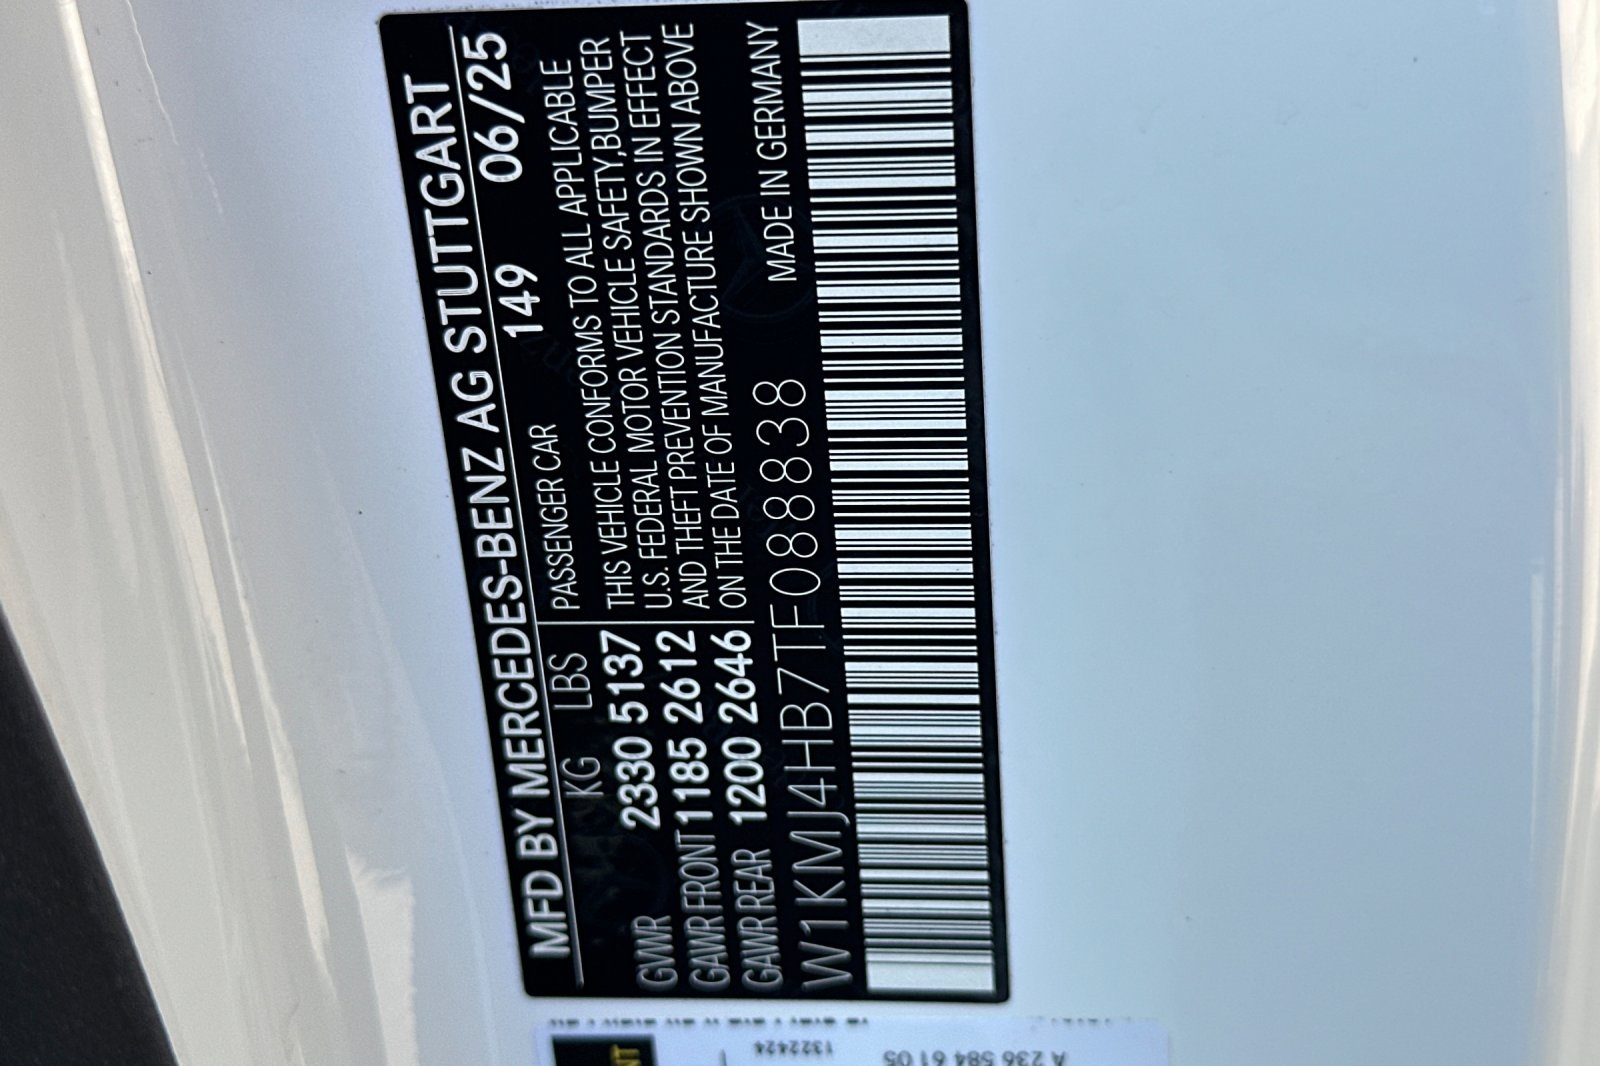 MFD BY MERCEDES-BENZ AG STUTTGART
KG LBS 149 06/25
PASSENGER CAR
GVWR 2330 5137
GAWR FRONT 1185 2612
GAWR REAR 1200 2646
THIS VEHICLE CONFORMS TO ALL APPLICABLE
U.S. FEDERAL MOTOR VEHICLE SAFETY,BUMPER
AND THEFT PREVENTION STANDARDS IN EFFECT
ON THE DATE OF MANUFACTURE SHOWN ABOVE
MADE IN GERMANY
W1KMJ4HB7TF088838
A 236 584 61 05
1322424